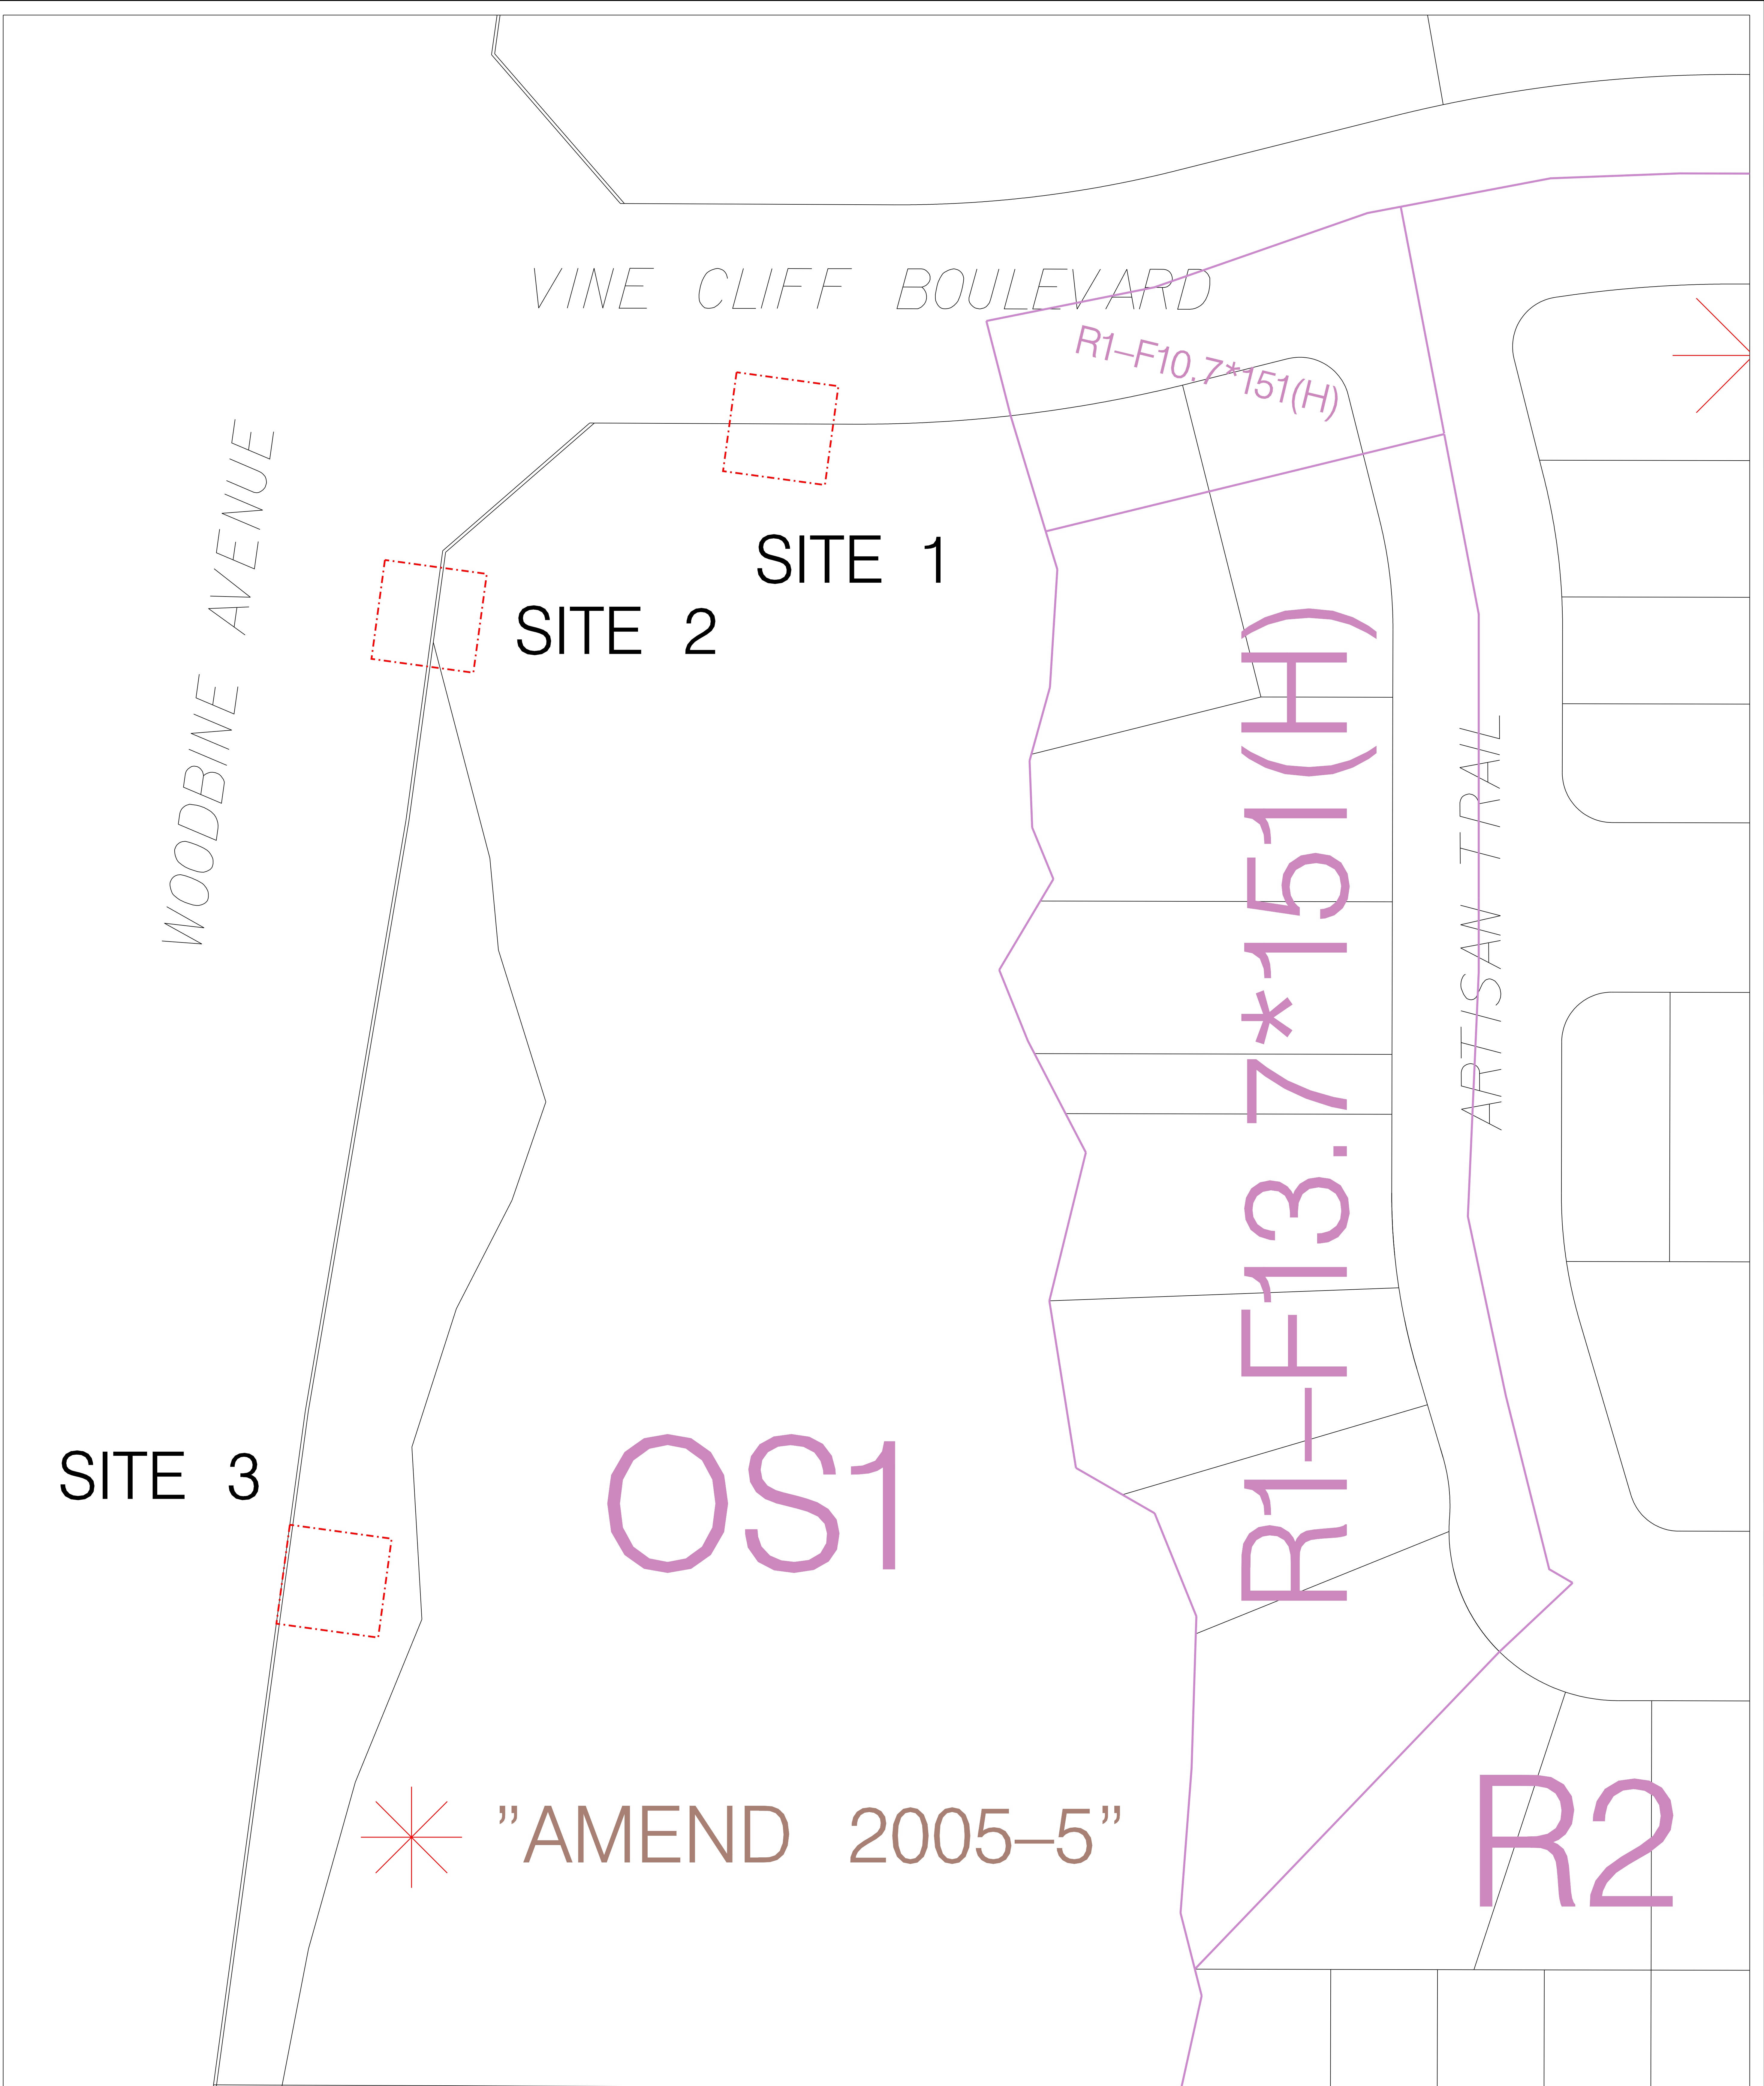 VINE CLIFF BOULEVARD
R1–F10.7*151(H)
WOODBINE AVENUE
SITE 1
SITE 2
R1–F13.7*151(H)
ARTISAN TRAIL
SITE 3
OS1
"AMEND 2005–5"
R2